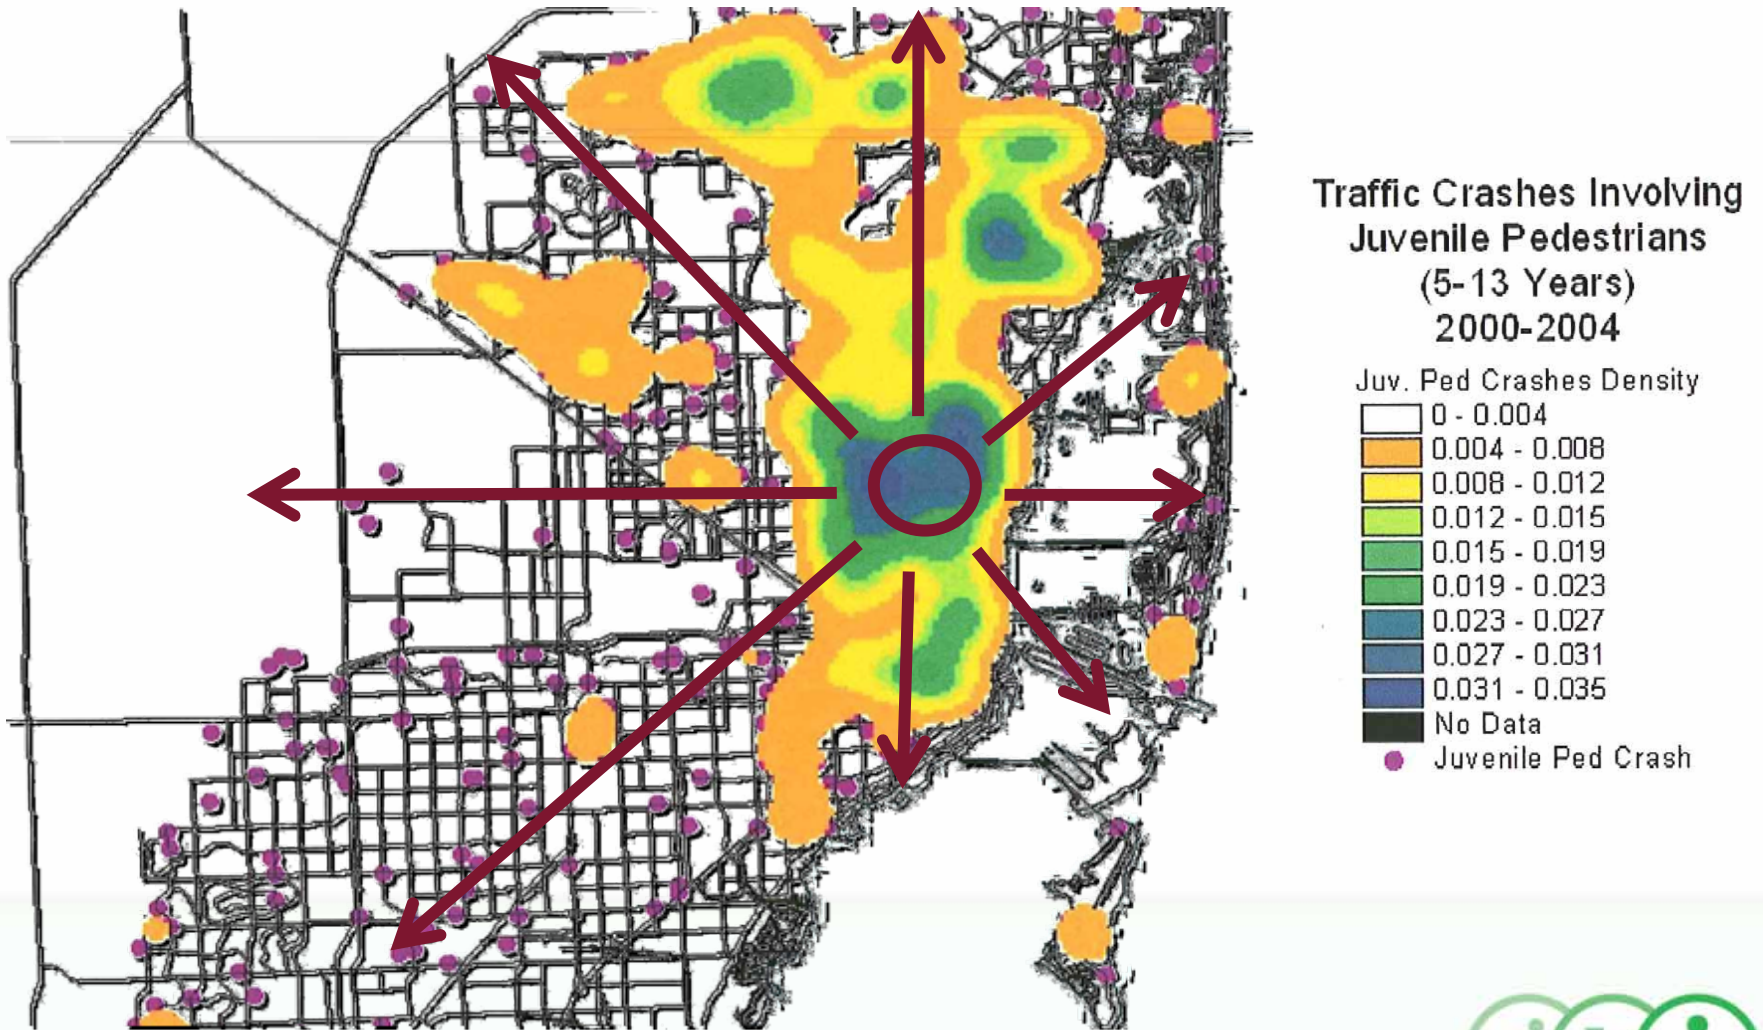 Traffic Crashes Involving
Juvenile Pedestrians
(5-13 Years)
2000-2004
Juv. Ped Crashes Density
0 - 0.004
0.004 - 0.008
0.008 - 0.012
0.012 - 0.015
0.015 - 0.019
0.019 - 0.023
0.023 - 0.027
0.027 - 0.031
0.031 - 0.035
No Data
Juvenile Ped Crash